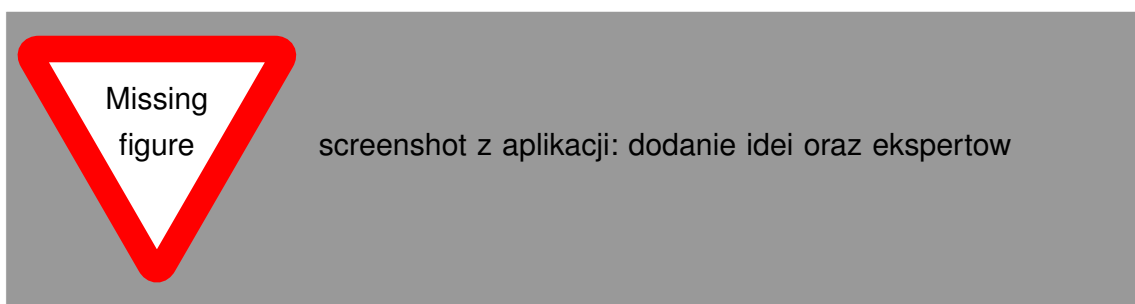 Missing
figure
screenshot z aplikacji: dodanie idei oraz ekspertow